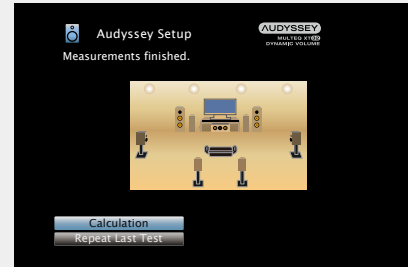 Audyssey Setup
AUDYSSEY
MULTEQ XT32
DYNAMIC VOLUME
Measurements finished.
Calculation
Repeat Last Test